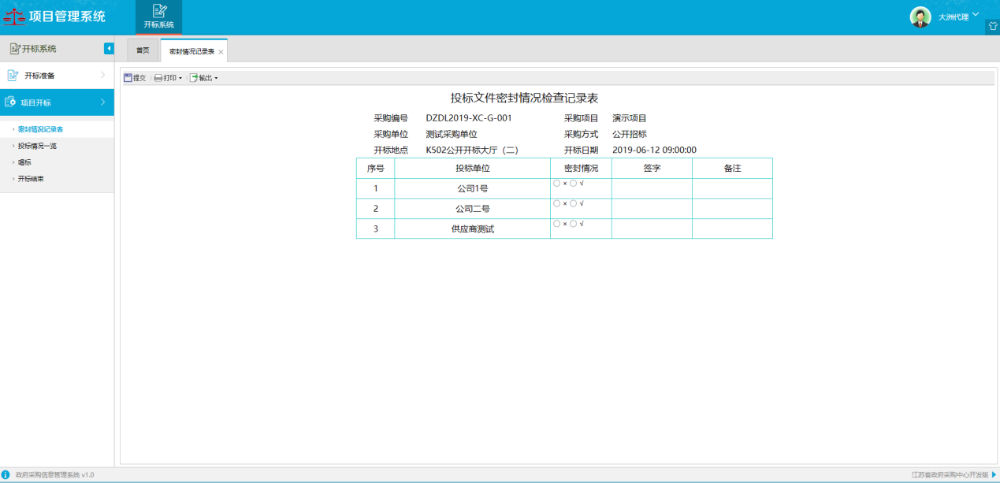 项目管理系统
开标系统
大洲代理
开标系统
首页
密封情况记录表
开标准备
项目开标
密封情况记录表
投标情况一览
唱标
开标结束
提交 打印 输出
投标文件密封情况检查记录表
采购编号 DZDL2019-XC-G-001 采购项目 演示项目
采购单位 测试采购单位 采购方式 公开招标
开标地点 K502公开开标大厅（二） 开标日期 2019-06-12 09:00:00
序号 投标单位 密封情况 签字 备注
1 公司1号 × √
2 公司二号 × √
3 供应商测试 × √
政府采购信息管理系统 v1.0
江苏省政府采购中心开发版